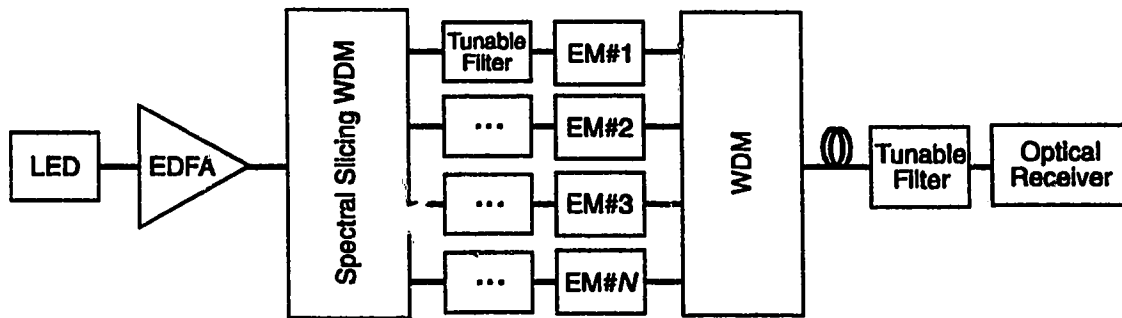 LED
EDFA
Spectral Slicing WDM
Tunable
Filter
EM#1
...
EM#2
...
EM#3
...
EM#N
WDM
Tunable
Filter
Optical
Receiver